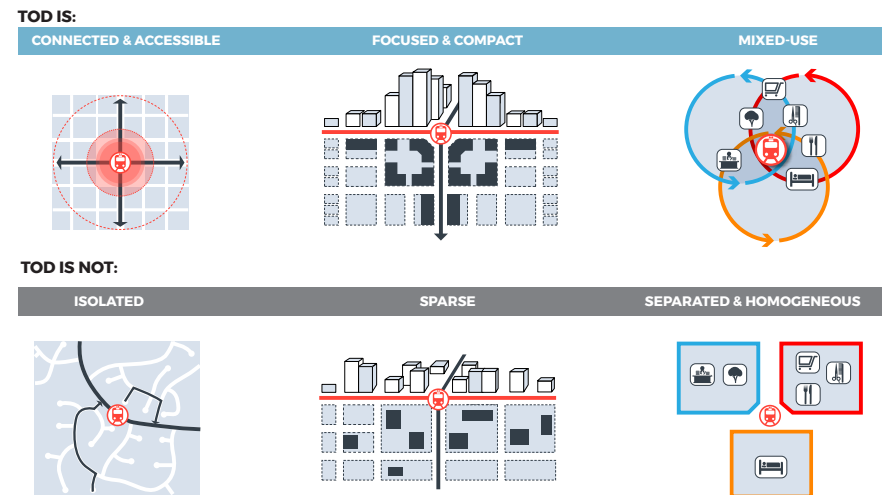 TOD IS:
CONNECTED & ACCESSIBLE
FOCUSED & COMPACT
MIXED-USE
TOD IS NOT:
ISOLATED
SPARSE
SEPARATED & HOMOGENEOUS